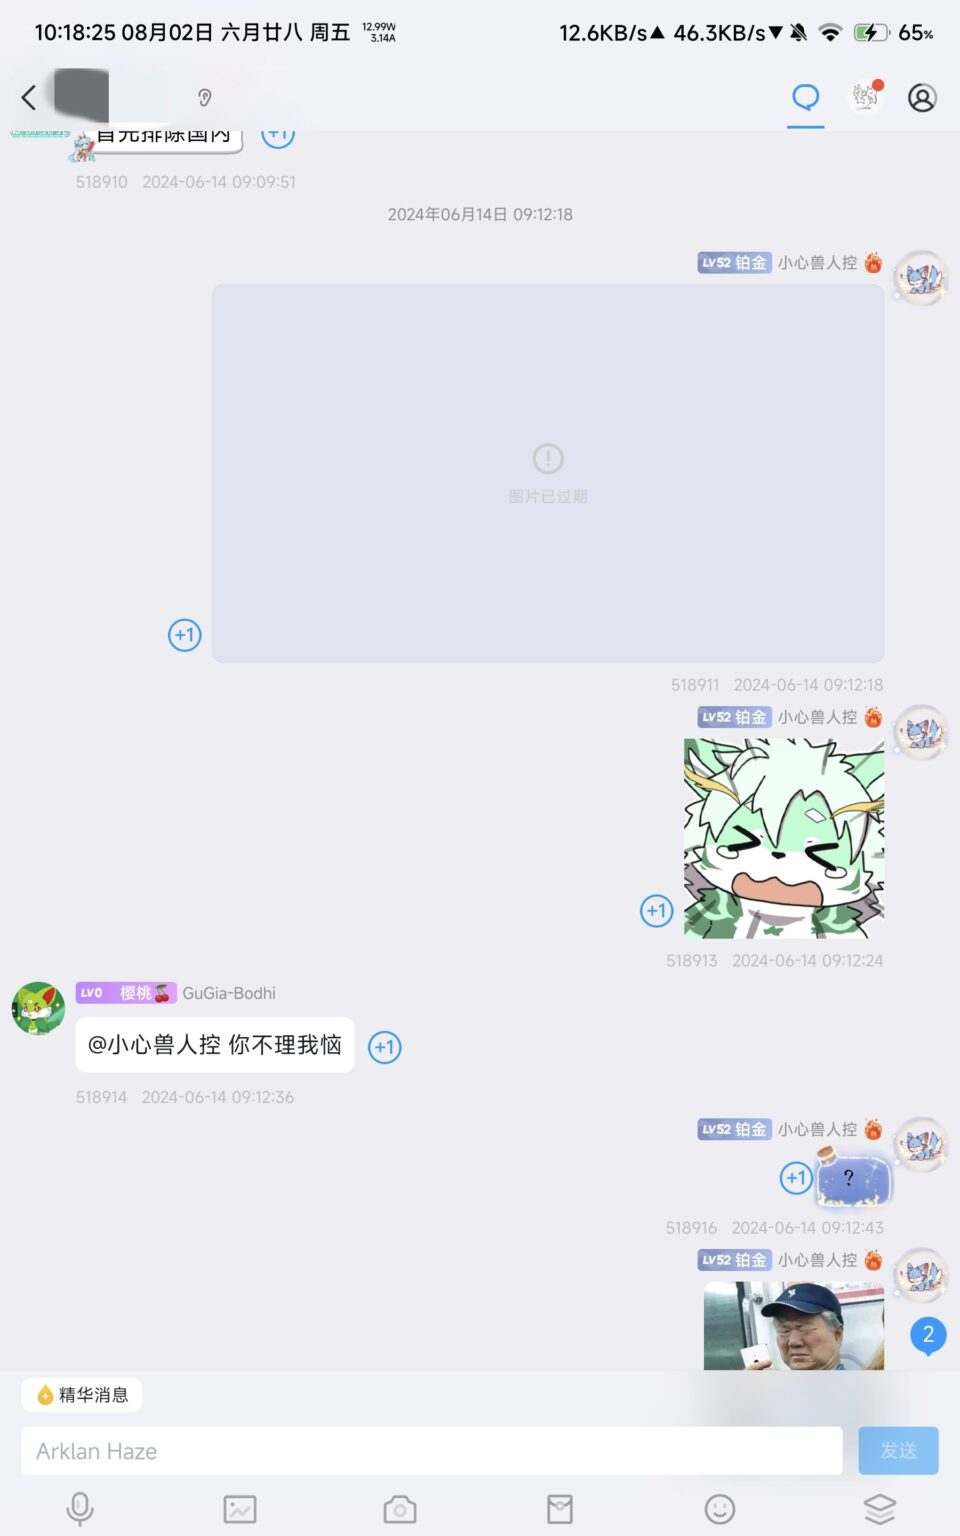 10:18:25 08月02日 六月廿八 周五 12.99W 3.14A 12.6KB/s▲ 46.3KB/s▼ 65%
首先排除国内 +1
518910 2024-06-14 09:09:51
2024年06月14日 09:12:18
LV52 铂金 小心兽人控
图片已过期
+1
518911 2024-06-14 09:12:18
LV52 铂金 小心兽人控
+1
518913 2024-06-14 09:12:24
LV0 樱桃 GuGia-Bodhi
@小心兽人控 你不理我恼 +1
518914 2024-06-14 09:12:36
LV52 铂金 小心兽人控
+1 ?
518916 2024-06-14 09:12:43
LV52 铂金 小心兽人控
2
精华消息
Arklan Haze 发送